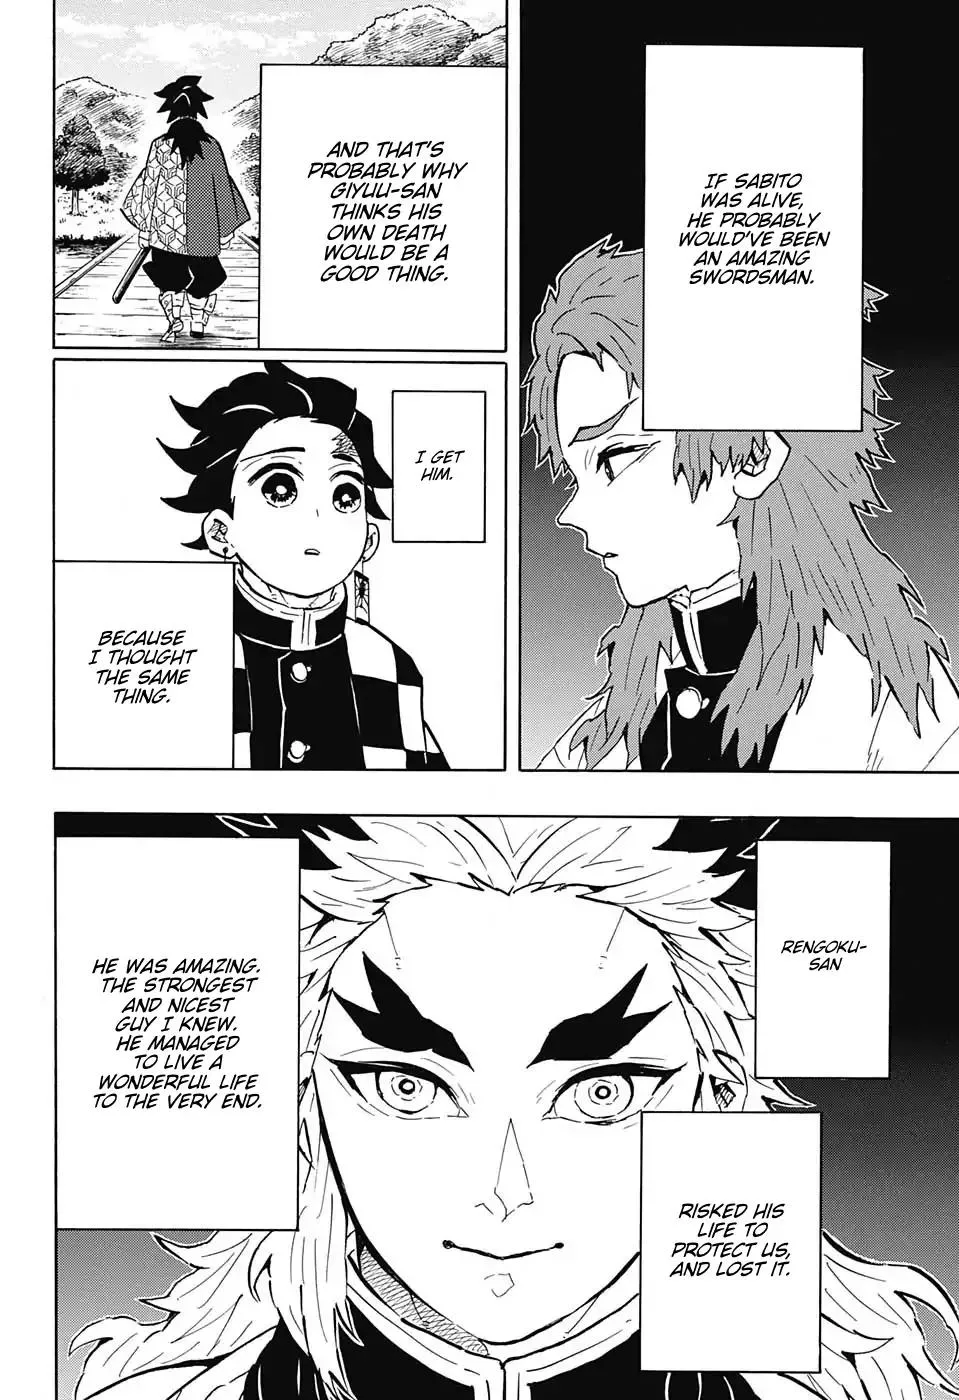 IF SABITO
WAS ALIVE,
HE PROBABLY
WOULD'VE BEEN
AN AMAZING
SWORDSMAN.
AND THAT'S
PROBABLY WHY
GIYUU-SAN
THINKS HIS
OWN DEATH
WOULD BE A
GOOD THING.
I GET
HIM.
BECAUSE
I THOUGHT
THE SAME
THING.
RENGOKU-
SAN
RISKED HIS
LIFE TO
PROTECT US,
AND LOST IT.
HE WAS AMAZING.
THE STRONGEST
AND NICEST
GUY I KNEW.
HE MANAGED
TO LIVE A
WONDERFUL LIFE
TO THE VERY END.